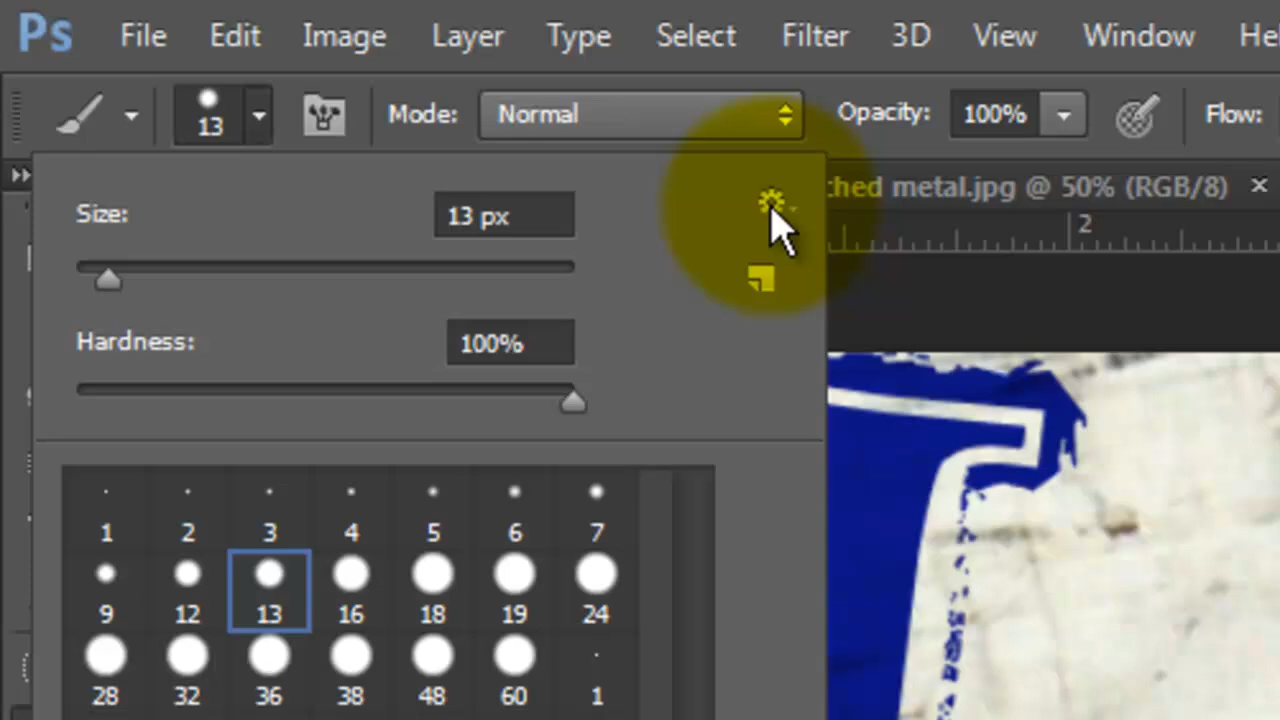 Ps File Edit Image Layer Type Select Filter 3D View Window He
13 Mode: Normal Opacity: 100% Flow:
ched metal.jpg @ 50% (RGB/8) ×
2
Size: 13 px
Hardness: 100%
1 2 3 4 5 6 7
9 12 13 16 18 19 24
28 32 36 38 48 60 1